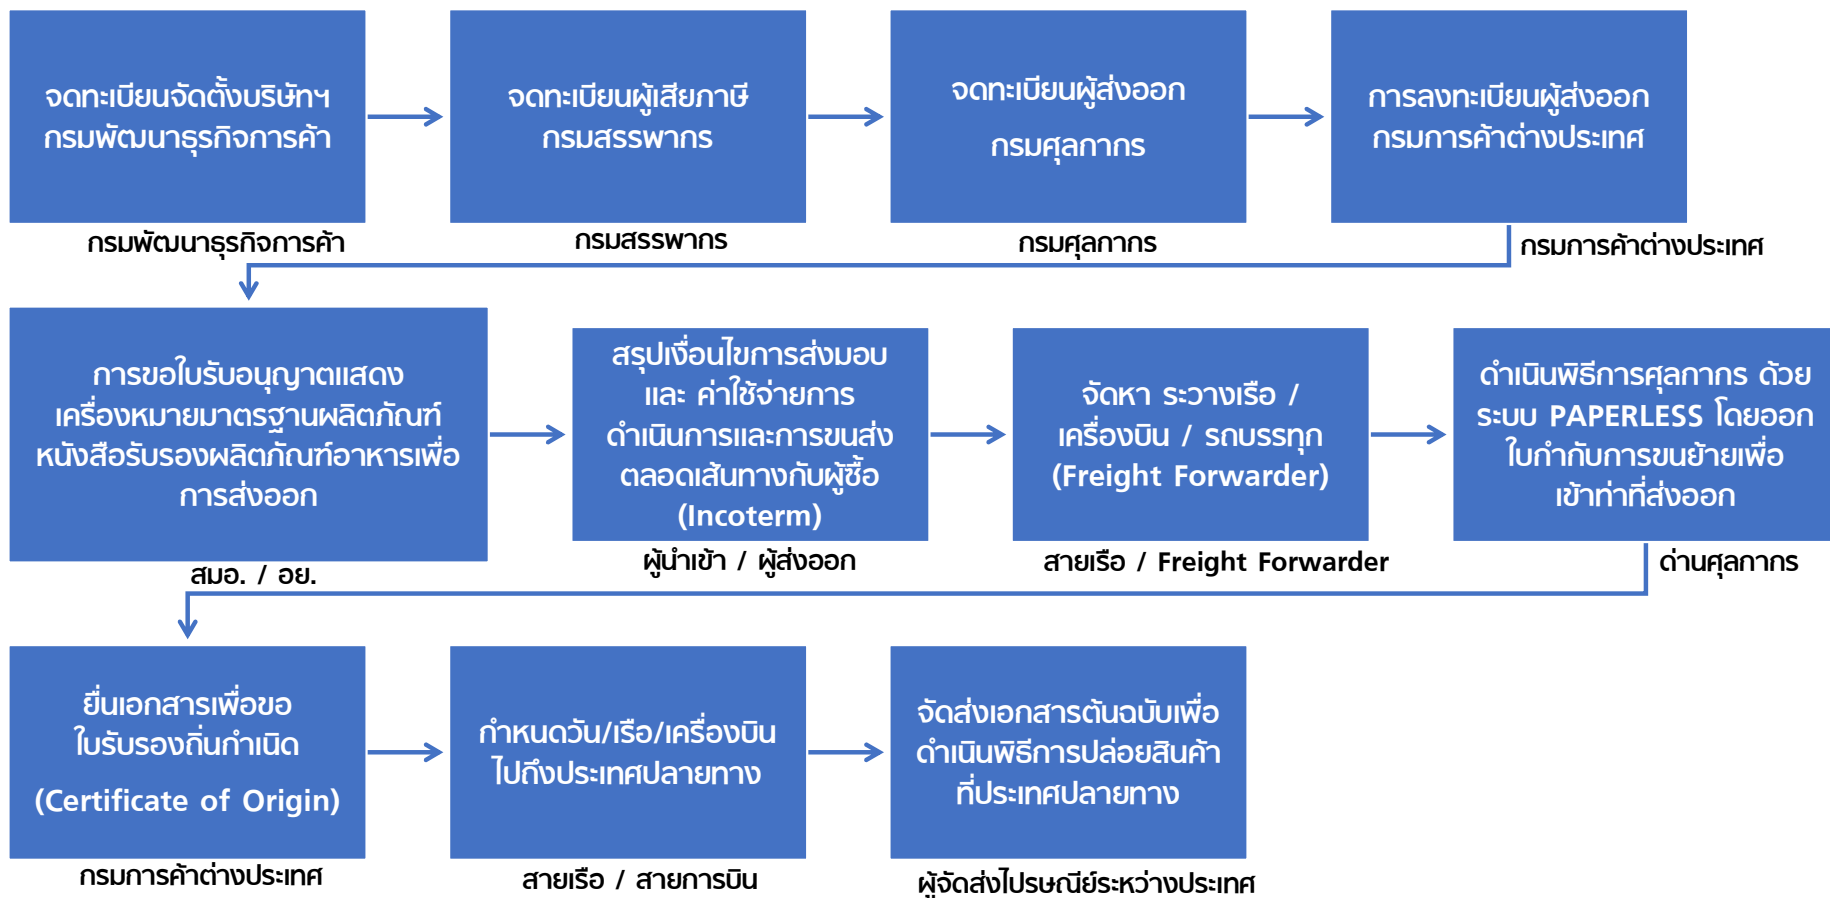 จดทะเบียนจัดตั้งบริษัทฯ
กรมพัฒนาธุรกิจการค้า
กรมพัฒนาธุรกิจการค้า
จดทะเบียนผู้เสียภาษี
กรมสรรพากร
กรมสรรพากร
จดทะเบียนผู้ส่งออก
กรมศุลกากร
กรมศุลกากร
การลงทะเบียนผู้ส่งออก
กรมการค้าต่างประเทศ
กรมการค้าต่างประเทศ
การขอใบรับอนุญาตแสดง
เครื่องหมายมาตรฐานผลิตภัณฑ์
หนังสือรับรองผลิตภัณฑ์อาหารเพื่อ
การส่งออก
สมอ. / อย.
สรุปเงื่อนไขการส่งมอบ
และ ค่าใช้จ่ายการ
ดำเนินการและการขนส่ง
ตลอดเส้นทางกับผู้ซื้อ
(Incoterm)
ผู้นำเข้า / ผู้ส่งออก
จัดหา ระวางเรือ /
เครื่องบิน / รถบรรทุก
(Freight Forwarder)
สายเรือ / Freight Forwarder
ดำเนินพิธีการศุลกากร ด้วย
ระบบ PAPERLESS โดยออก
ใบกำกับการขนย้ายเพื่อ
เข้าท่าที่ส่งออก
ด่านศุลกากร
ยื่นเอกสารเพื่อขอ
ใบรับรองถิ่นกำเนิด
(Certificate of Origin)
กรมการค้าต่างประเทศ
กำหนดวัน/เรือ/เครื่องบิน
ไปถึงประเทศปลายทาง
สายเรือ / สายการบิน
จัดส่งเอกสารต้นฉบับเพื่อ
ดำเนินพิธีการปล่อยสินค้า
ที่ประเทศปลายทาง
ผู้จัดส่งไปรษณีย์ระหว่างประเทศ